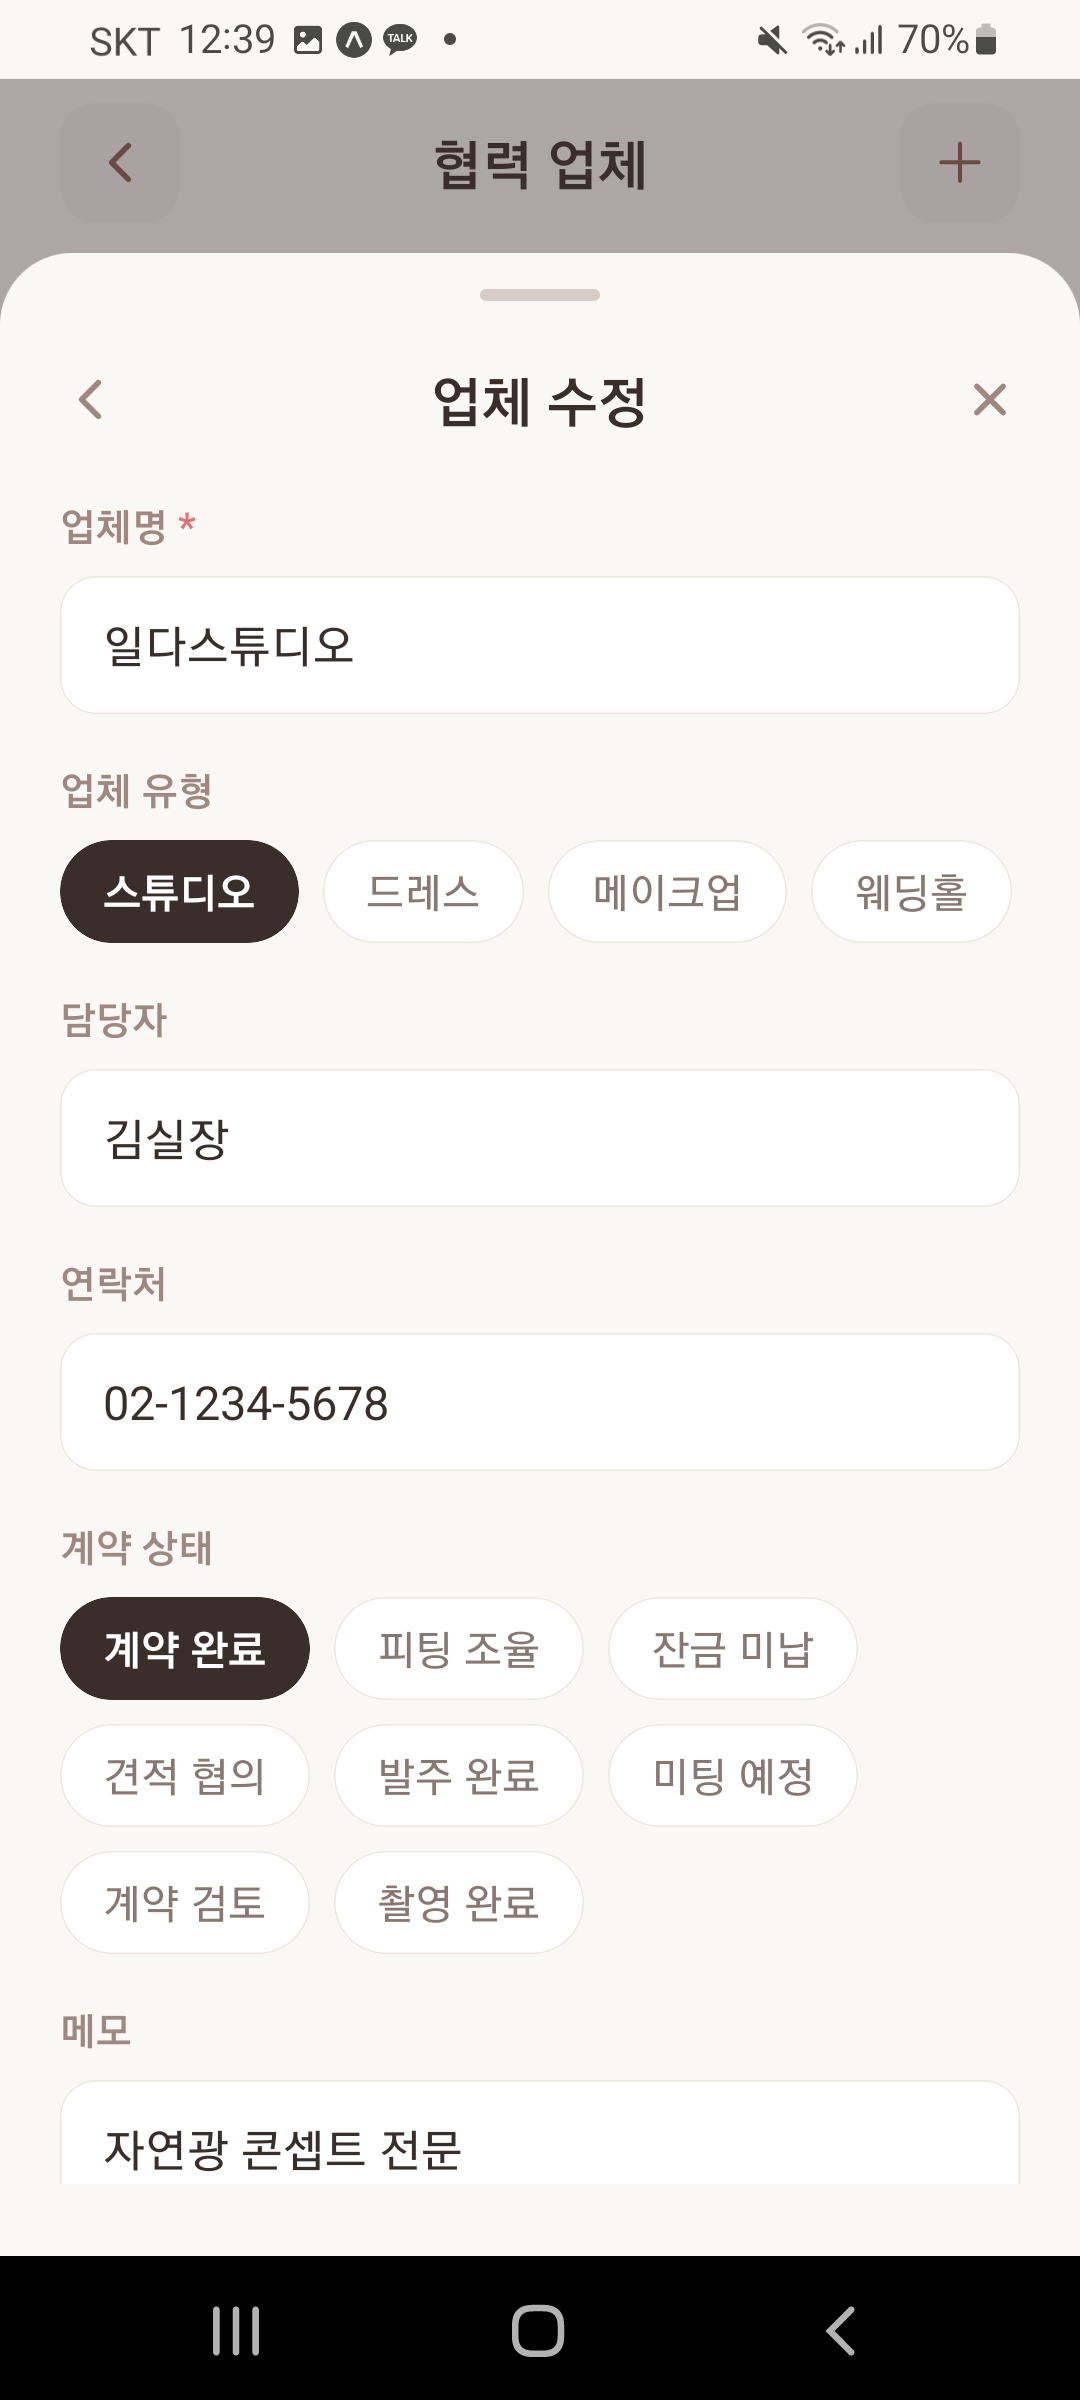 SKT 12:39 TALK 70%
협력 업체
업체 수정
업체명 *
일다스튜디오
업체 유형
스튜디오 드레스 메이크업 웨딩홀
담당자
김실장
연락처
02-1234-5678
계약 상태
계약 완료 피팅 조율 잔금 미납
견적 협의 발주 완료 미팅 예정
계약 검토 촬영 완료
메모
자연광 콘셉트 전문